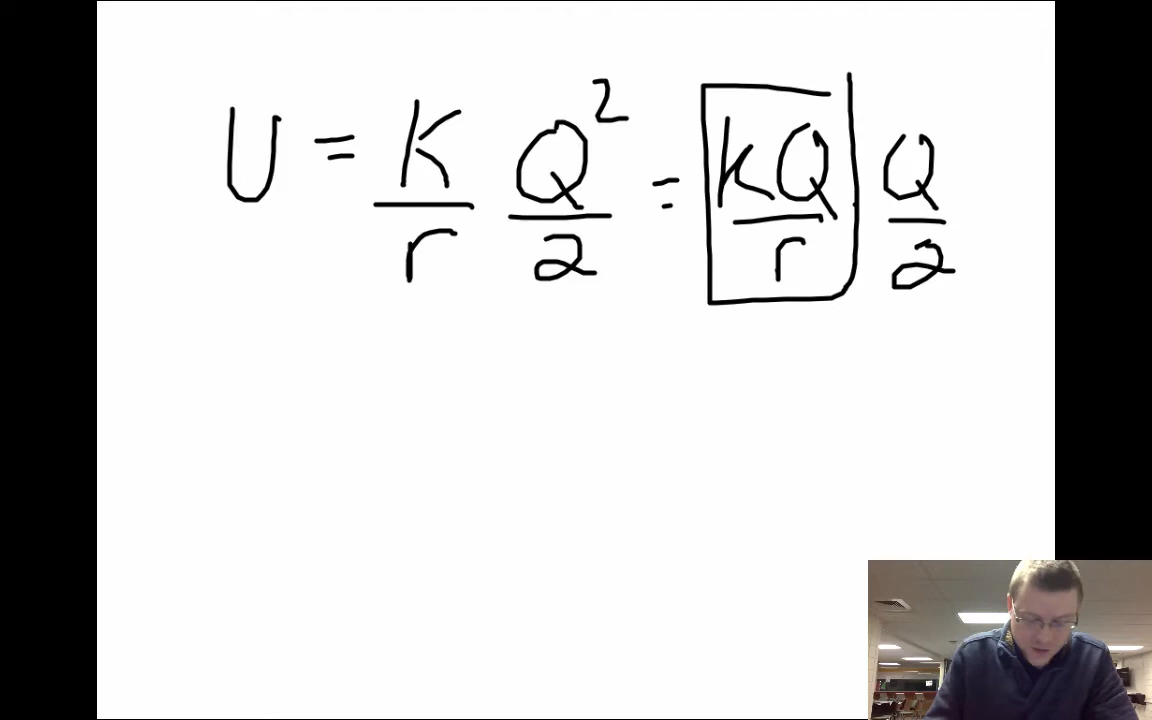 U = K/r Q²/2 = kQ/r Q/2